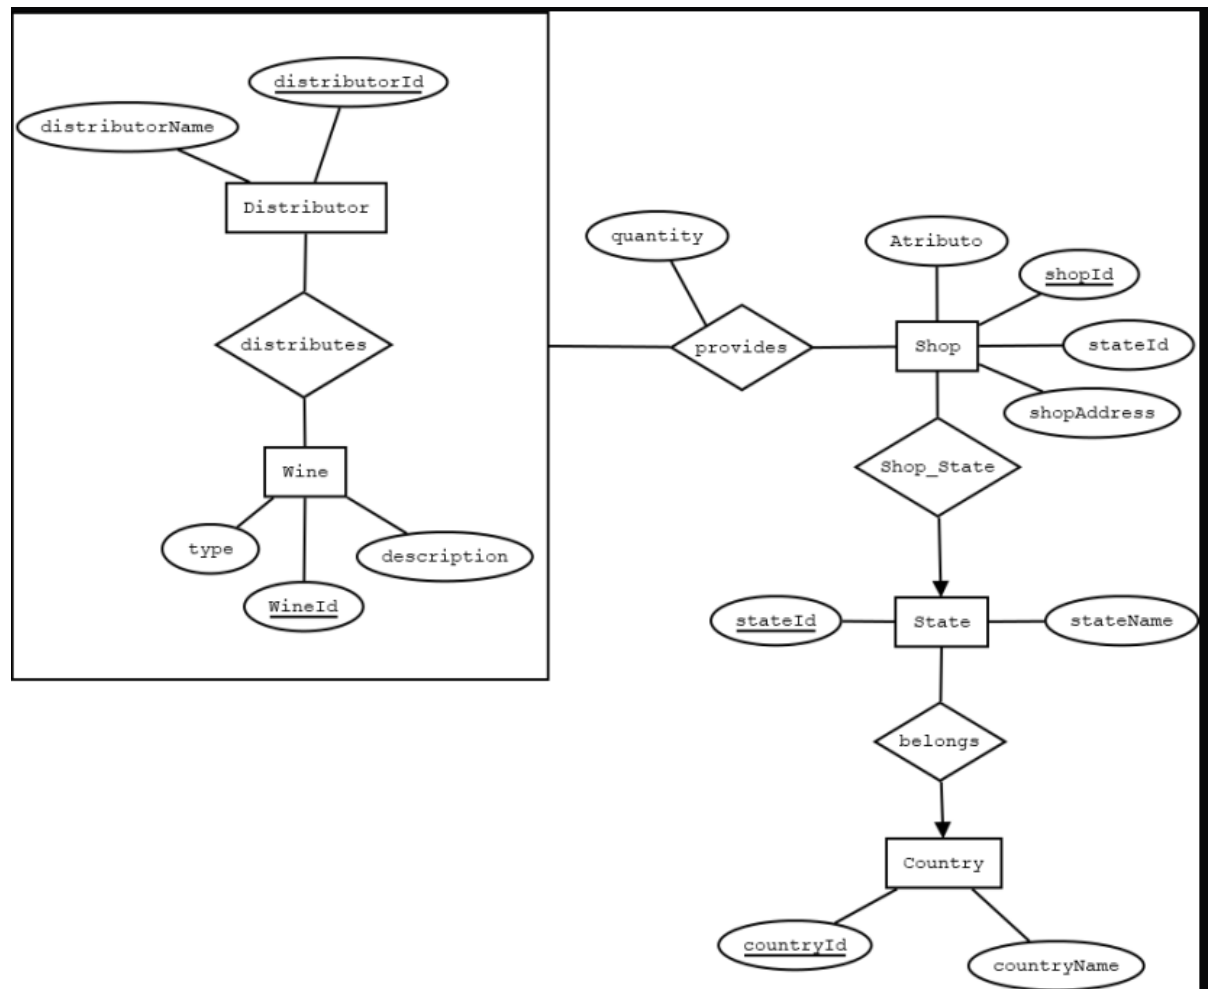 distributorId
distributorName
Distributor
distributes
Wine
type
description
WineId
quantity
provides
Atributo
shopId
Shop
stateId
shopAddress
Shop_State
stateId
State
stateName
belongs
Country
countryId
countryName